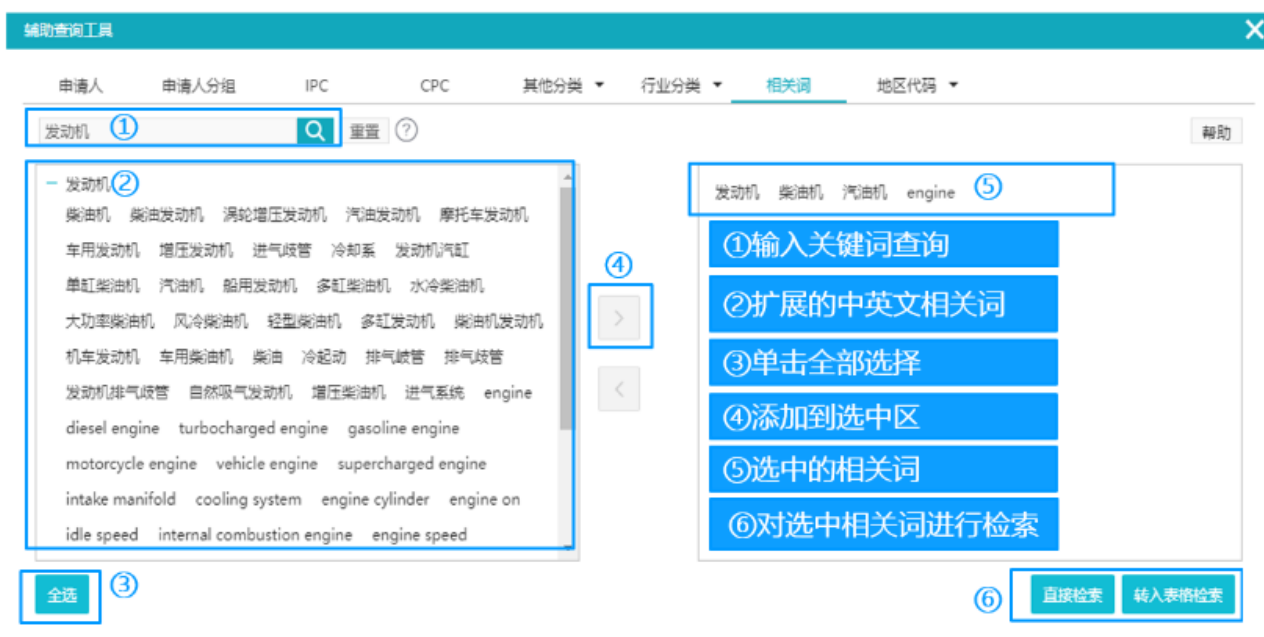 辅助查询工具
申请人 申请人分组 IPC CPC 其他分类 行业分类 相关词 地区代码
发动机 ① 重置 ? 帮助
发动机 ②
柴油机 柴油发动机 涡轮增压发动机 汽油发动机 摩托车发动机
车用发动机 增压发动机 进气歧管 冷却系 发动机汽缸
单缸柴油机 汽油机 船用发动机 多缸柴油机 水冷柴油机
大功率柴油机 风冷柴油机 轻型柴油机 多缸发动机 柴油机发动机
机车发动机 车用柴油机 柴油 冷起动 排气岐管 排气歧管
发动机排气歧管 自然吸气发动机 增压柴油机 进气系统 engine
diesel engine turbocharged engine gasoline engine
motorcycle engine vehicle engine supercharged engine
intake manifold cooling system engine cylinder engine on
idle speed internal combustion engine engine speed
③
全选
④
发动机 柴油机 汽油机 engine ⑤
①输入关键词查询
②扩展的中英文相关词
③单击全部选择
④添加到选中区
⑤选中的相关词
⑥对选中相关词进行检索
⑥ 直接检索 转入表格检索